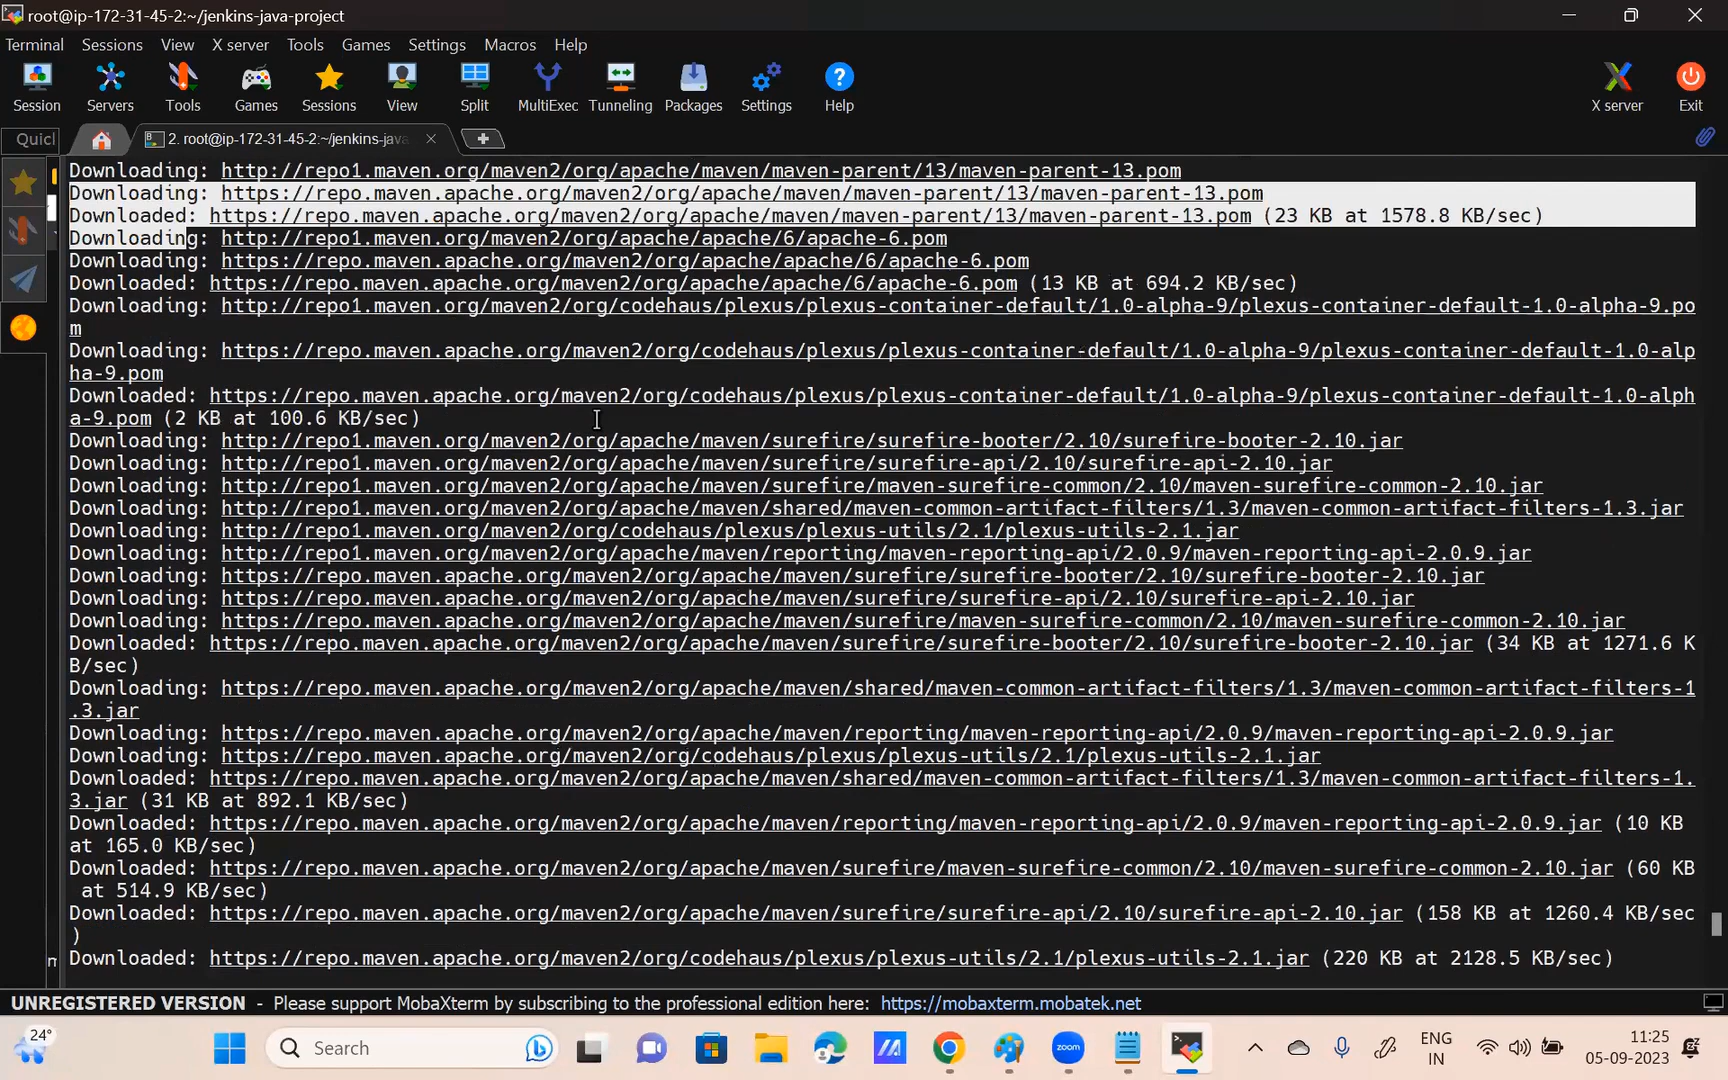 root@ip-172-31-45-2:~/jenkins-java-project
Terminal Sessions View X server Tools Games Settings Macros Help
Session Servers Tools Games Sessions View Split MultiExec Tunneling Packages Settings Help X server Exit
Quicl 2. root@ip-172-31-45-2:~/jenkins-java
Downloading: http://repo1.maven.org/maven2/org/apache/maven/maven-parent/13/maven-parent-13.pom
Downloading: https://repo.maven.apache.org/maven2/org/apache/maven/maven-parent/13/maven-parent-13.pom
Downloaded: https://repo.maven.apache.org/maven2/org/apache/maven/maven-parent/13/maven-parent-13.pom (23 KB at 1578.8 KB/sec)
Downloading: http://repo1.maven.org/maven2/org/apache/apache/6/apache-6.pom
Downloading: https://repo.maven.apache.org/maven2/org/apache/apache/6/apache-6.pom
Downloaded: https://repo.maven.apache.org/maven2/org/apache/apache/6/apache-6.pom (13 KB at 694.2 KB/sec)
Downloading: http://repo1.maven.org/maven2/org/codehaus/plexus/plexus-container-default/1.0-alpha-9/plexus-container-default-1.0-alpha-9.po
m
Downloading: https://repo.maven.apache.org/maven2/org/codehaus/plexus/plexus-container-default/1.0-alpha-9/plexus-container-default-1.0-alp
ha-9.pom
Downloaded: https://repo.maven.apache.org/maven2/org/codehaus/plexus/plexus-container-default/1.0-alpha-9/plexus-container-default-1.0-alph
a-9.pom (2 KB at 100.6 KB/sec)
Downloading: http://repo1.maven.org/maven2/org/apache/maven/surefire/surefire-booter/2.10/surefire-booter-2.10.jar
Downloading: http://repo1.maven.org/maven2/org/apache/maven/surefire/surefire-api/2.10/surefire-api-2.10.jar
Downloading: http://repo1.maven.org/maven2/org/apache/maven/surefire/maven-surefire-common/2.10/maven-surefire-common-2.10.jar
Downloading: http://repo1.maven.org/maven2/org/apache/maven/shared/maven-common-artifact-filters/1.3/maven-common-artifact-filters-1.3.jar
Downloading: http://repo1.maven.org/maven2/org/codehaus/plexus/plexus-utils/2.1/plexus-utils-2.1.jar
Downloading: http://repo1.maven.org/maven2/org/apache/maven/reporting/maven-reporting-api/2.0.9/maven-reporting-api-2.0.9.jar
Downloading: https://repo.maven.apache.org/maven2/org/apache/maven/surefire/surefire-booter/2.10/surefire-booter-2.10.jar
Downloading: https://repo.maven.apache.org/maven2/org/apache/maven/surefire/surefire-api/2.10/surefire-api-2.10.jar
Downloading: https://repo.maven.apache.org/maven2/org/apache/maven/surefire/maven-surefire-common/2.10/maven-surefire-common-2.10.jar
Downloaded: https://repo.maven.apache.org/maven2/org/apache/maven/surefire/surefire-booter/2.10/surefire-booter-2.10.jar (34 KB at 1271.6 K
B/sec)
Downloading: https://repo.maven.apache.org/maven2/org/apache/maven/shared/maven-common-artifact-filters/1.3/maven-common-artifact-filters-1
.3.jar
Downloading: https://repo.maven.apache.org/maven2/org/apache/maven/reporting/maven-reporting-api/2.0.9/maven-reporting-api-2.0.9.jar
Downloading: https://repo.maven.apache.org/maven2/org/codehaus/plexus/plexus-utils/2.1/plexus-utils-2.1.jar
Downloaded: https://repo.maven.apache.org/maven2/org/apache/maven/shared/maven-common-artifact-filters/1.3/maven-common-artifact-filters-1.
3.jar (31 KB at 892.1 KB/sec)
Downloaded: https://repo.maven.apache.org/maven2/org/apache/maven/reporting/maven-reporting-api/2.0.9/maven-reporting-api-2.0.9.jar (10 KB
at 165.0 KB/sec)
Downloaded: https://repo.maven.apache.org/maven2/org/apache/maven/surefire/maven-surefire-common/2.10/maven-surefire-common-2.10.jar (60 KB
at 514.9 KB/sec)
Downloaded: https://repo.maven.apache.org/maven2/org/apache/maven/surefire/surefire-api/2.10/surefire-api-2.10.jar (158 KB at 1260.4 KB/sec
)
Downloaded: https://repo.maven.apache.org/maven2/org/codehaus/plexus/plexus-utils/2.1/plexus-utils-2.1.jar (220 KB at 2128.5 KB/sec)
UNREGISTERED VERSION - Please support MobaXterm by subscribing to the professional edition here: https://mobaxterm.mobatek.net
24° Search zoom ENG 11:25
IN 05-09-2023